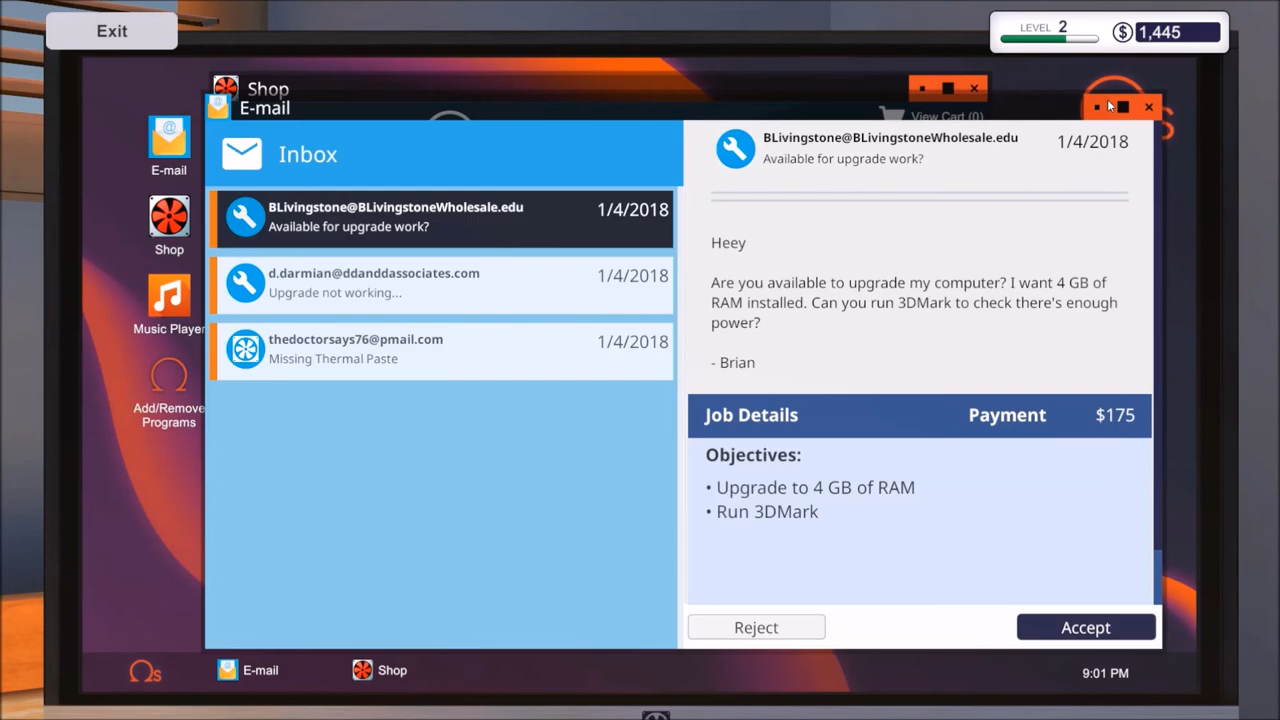 Exit
LEVEL 2
$ 1,445
Shop
E-mail
View Cart (0)
Inbox
BLivingstone@BLivingstoneWholesale.edu
1/4/2018
Available for upgrade work?
d.darmian@ddanddassociates.com
1/4/2018
Upgrade not working...
thedoctorsays76@pmail.com
1/4/2018
Missing Thermal Paste
BLivingstone@BLivingstoneWholesale.edu
1/4/2018
Available for upgrade work?
Heey
Are you available to upgrade my computer? I want 4 GB of
RAM installed. Can you run 3DMark to check there's enough
power?
- Brian
Job Details
Payment
$175
Objectives:
• Upgrade to 4 GB of RAM
• Run 3DMark
Reject
Accept
E-mail
Shop
Music Player
Add/Remove
Programs
Ωs
E-mail
Shop
9:01 PM